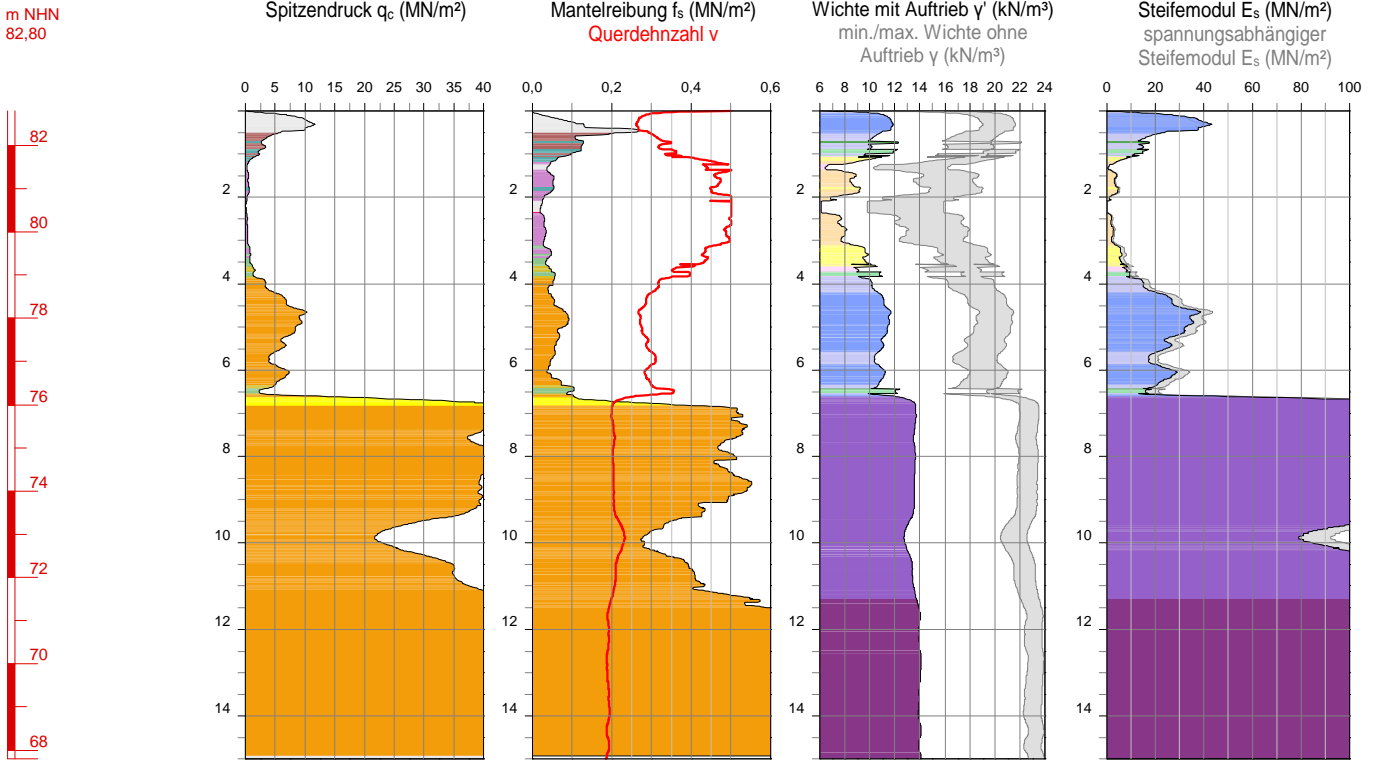 m NHN
82,80
Spitzendruck qc (MN/m²)
Mantelreibung fs (MN/m²)
Querdehnzahl ν
Wichte mit Auftrieb γ' (kN/m³)
min./max. Wichte ohne
Auftrieb γ (kN/m³)
Steifemodul Es (MN/m²)
spannungsabhängiger
Steifemodul Es (MN/m²)
0 5 10 15 20 25 30 35 40
0,0 0,2 0,4 0,6
6 8 10 12 14 16 18 20 22 24
0 20 40 60 80 100
82
80
78
76
74
72
70
68
2
4
6
8
10
12
14
2
4
6
8
10
12
14
2
4
6
8
10
12
14
2
4
6
8
10
12
14